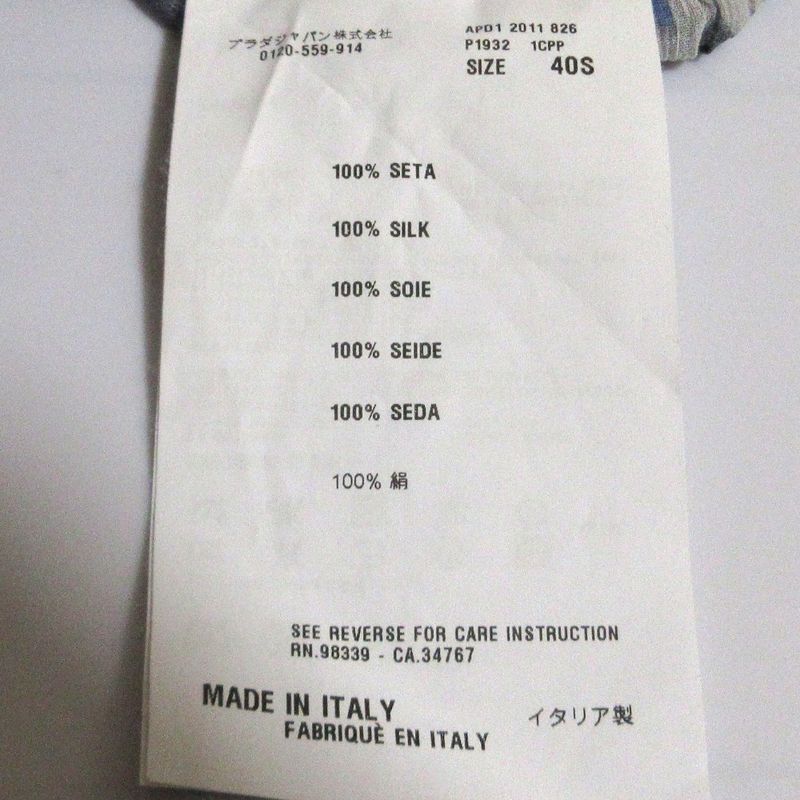 プラダジャパン株式会社
0120-559-914
APD1 2011 826
P1932 1CPP
SIZE 40S
100% SETA
100% SILK
100% SOIE
100% SEIDE
100% SEDA
100% 絹
SEE REVERSE FOR CARE INSTRUCTION
RN.98339 - CA.34767
MADE IN ITALY
FABRIQUÈ EN ITALY
イタリア製